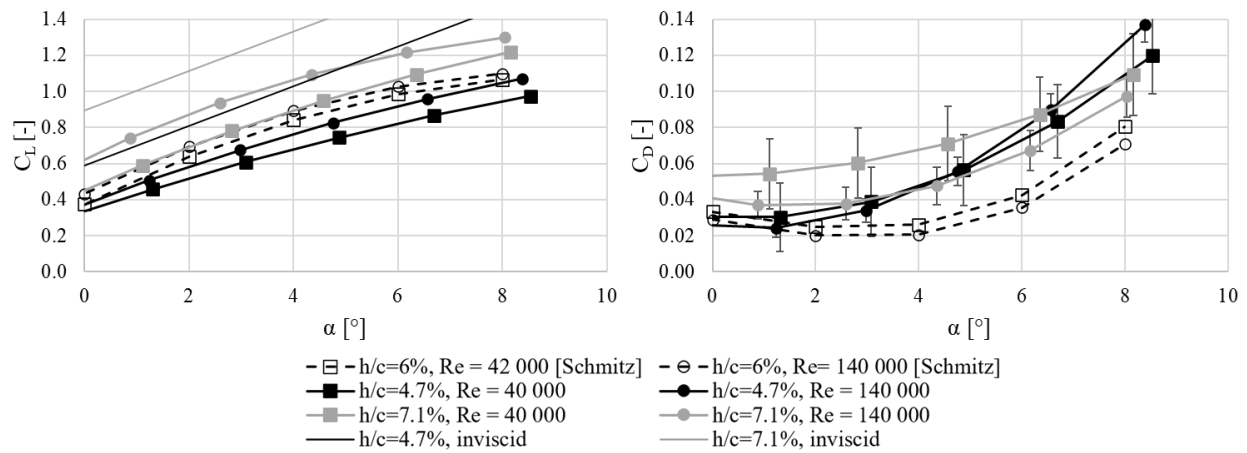 1.4
1.2
1.0
0.8
0.6
0.4
0.2
0.0
C_L [-]
0 2 4 6 8 10
α [°]
0.14
0.12
0.10
0.08
0.06
0.04
0.02
0.00
C_D [-]
0 2 4 6 8 10
α [°]
h/c=6%, Re = 42 000 [Schmitz]
h/c=6%, Re= 140 000 [Schmitz]
h/c=4.7%, Re = 40 000
h/c=4.7%, Re = 140 000
h/c=7.1%, Re = 40 000
h/c=7.1%, Re = 140 000
h/c=4.7%, inviscid
h/c=7.1%, inviscid